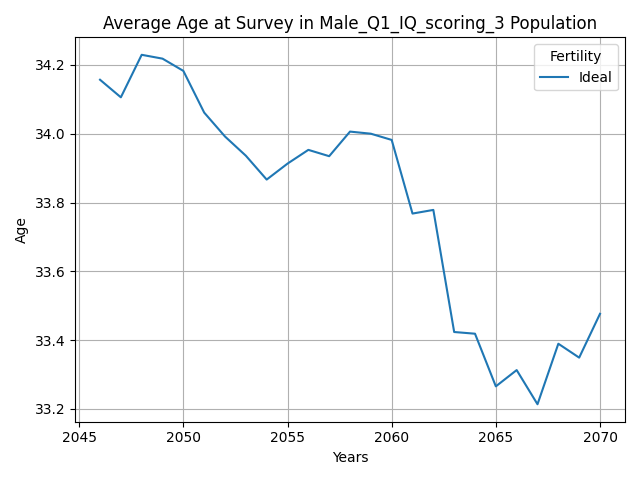 Average Age at Survey in Male_Q1_IQ_scoring_3 Population
Fertility
Ideal
34.2
34.0
33.8
33.6
33.4
33.2
Age
2045 2050 2055 2060 2065 2070
Years